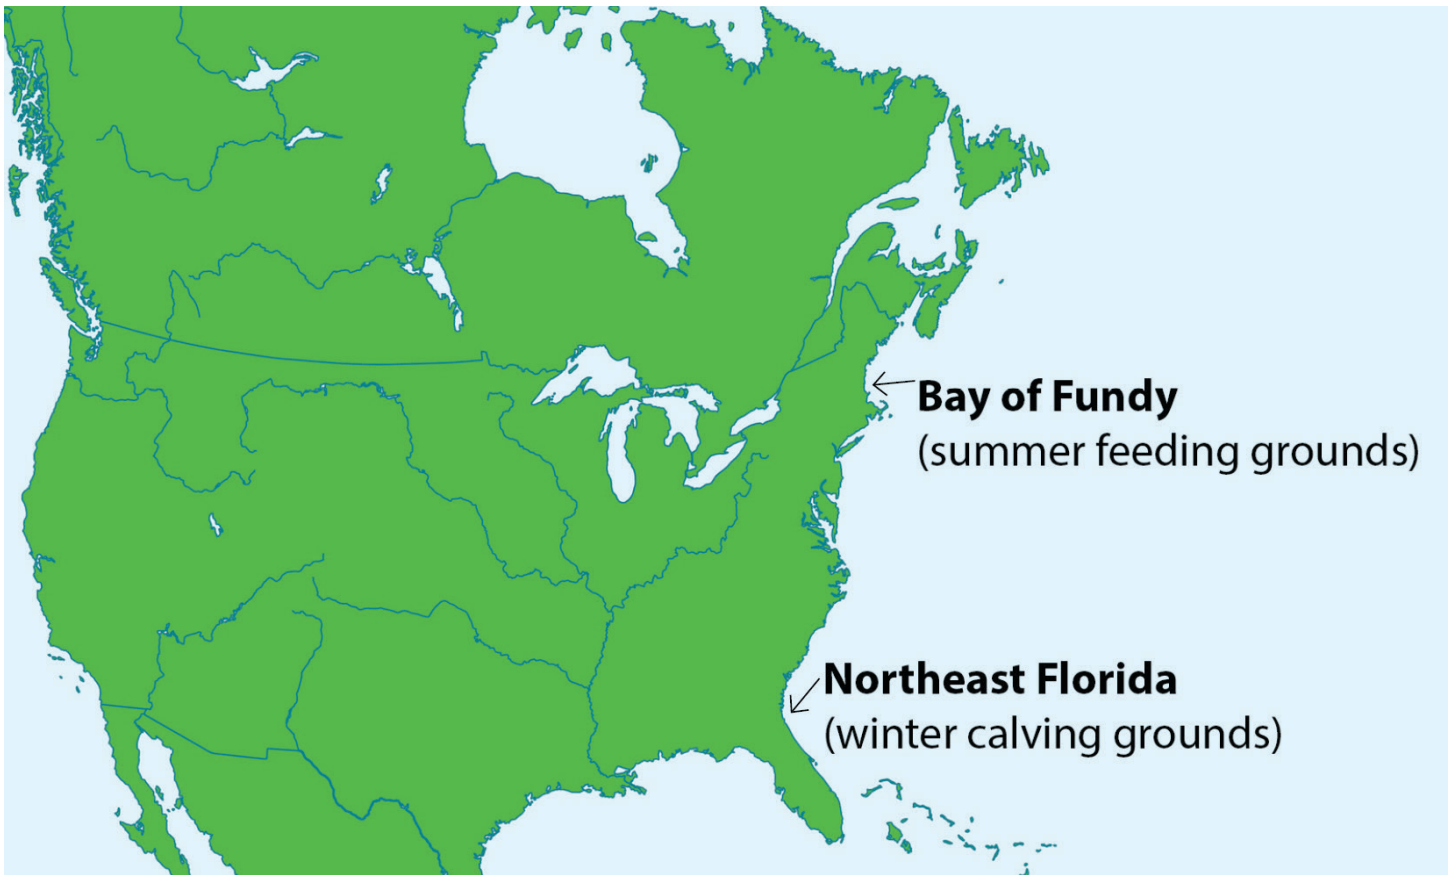 Bay of Fundy
(summer feeding grounds)
Northeast Florida
(winter calving grounds)